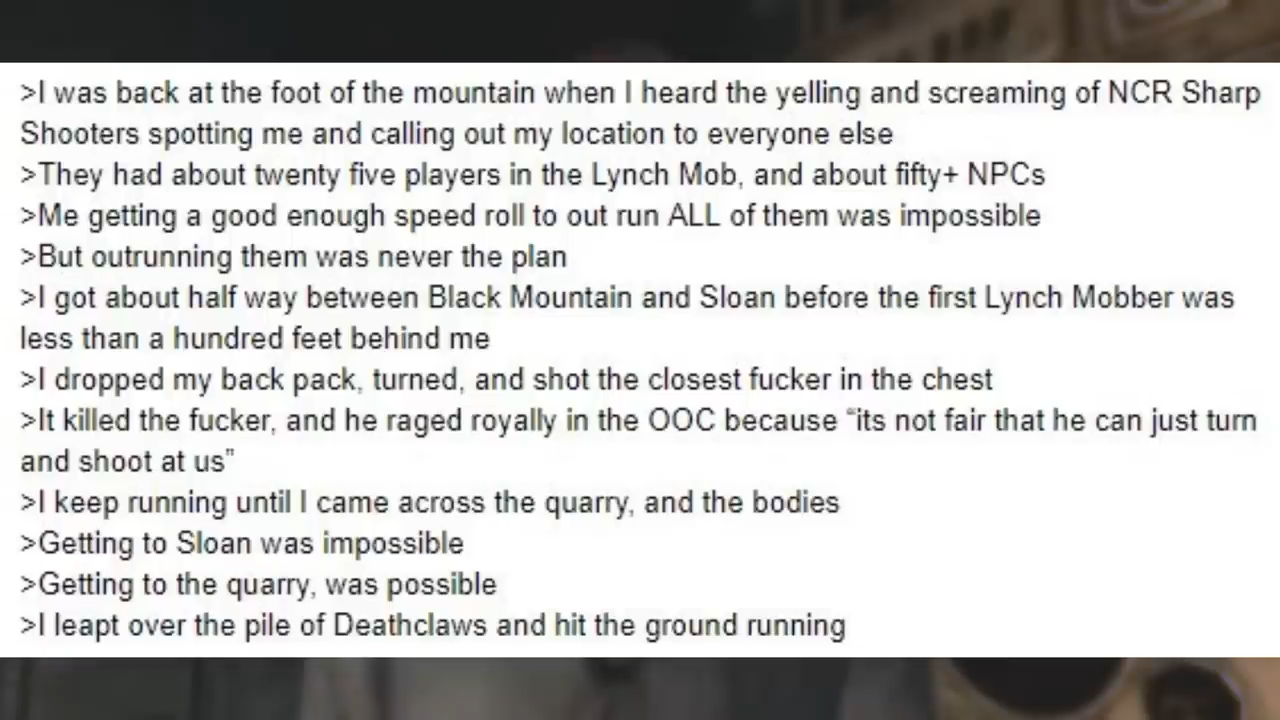 >I was back at the foot of the mountain when I heard the yelling and screaming of NCR Sharp
Shooters spotting me and calling out my location to everyone else
>They had about twenty five players in the Lynch Mob, and about fifty+ NPCs
>Me getting a good enough speed roll to out run ALL of them was impossible
>But outrunning them was never the plan
>I got about half way between Black Mountain and Sloan before the first Lynch Mobber was
less than a hundred feet behind me
>I dropped my back pack, turned, and shot the closest fucker in the chest
>It killed the fucker, and he raged royally in the OOC because “its not fair that he can just turn
and shoot at us”
>I keep running until I came across the quarry, and the bodies
>Getting to Sloan was impossible
>Getting to the quarry, was possible
>I leapt over the pile of Deathclaws and hit the ground running